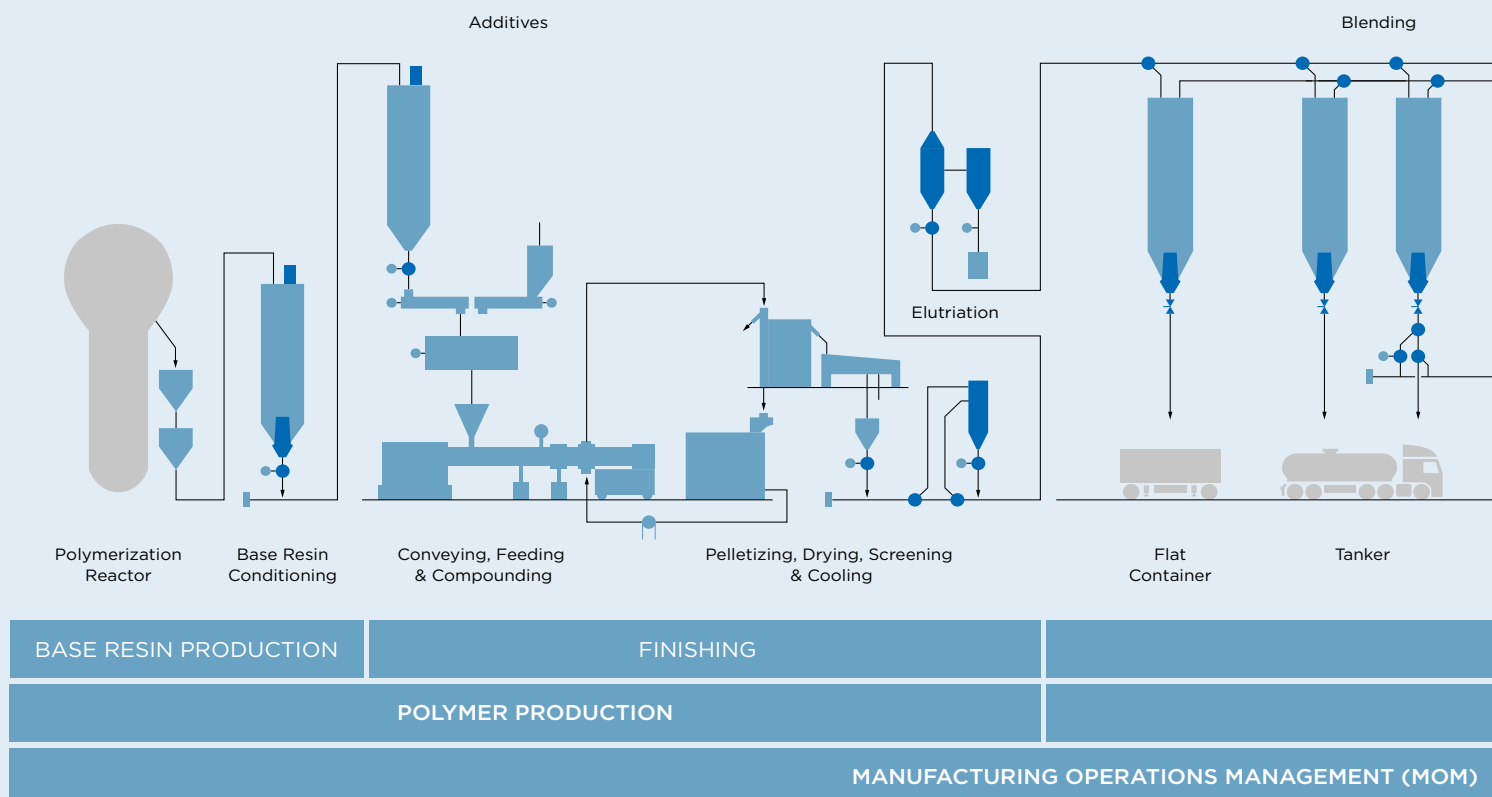 Additives
Blending
Elutriation
Polymerization
Reactor
Base Resin
Conditioning
Conveying, Feeding
& Compounding
Pelletizing, Drying, Screening
& Cooling
Flat
Container
Tanker
BASE RESIN PRODUCTION
FINISHING
POLYMER PRODUCTION
MANUFACTURING OPERATIONS MANAGEMENT (MOM)